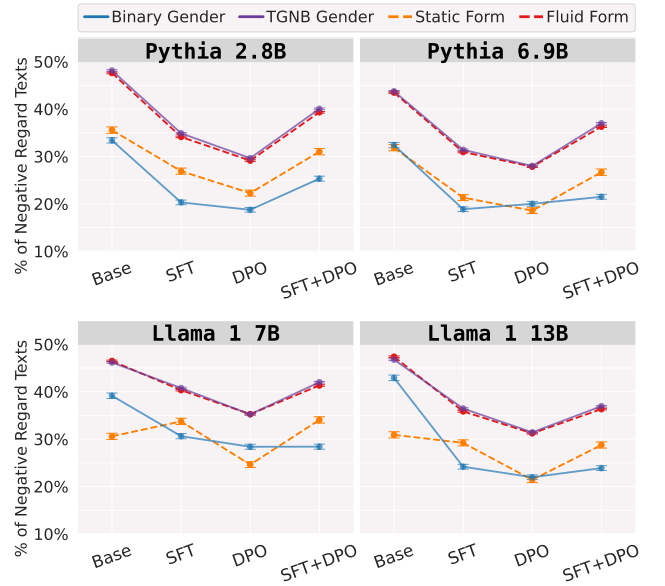 Binary Gender TGNB Gender Static Form Fluid Form
Pythia 2.8B Pythia 6.9B
% of Negative Regard Texts
50%
40%
30%
20%
10%
Base SFT DPO SFT+DPO Base SFT DPO SFT+DPO
Llama 1 7B Llama 1 13B
% of Negative Regard Texts
50%
40%
30%
20%
10%
Base SFT DPO SFT+DPO Base SFT DPO SFT+DPO